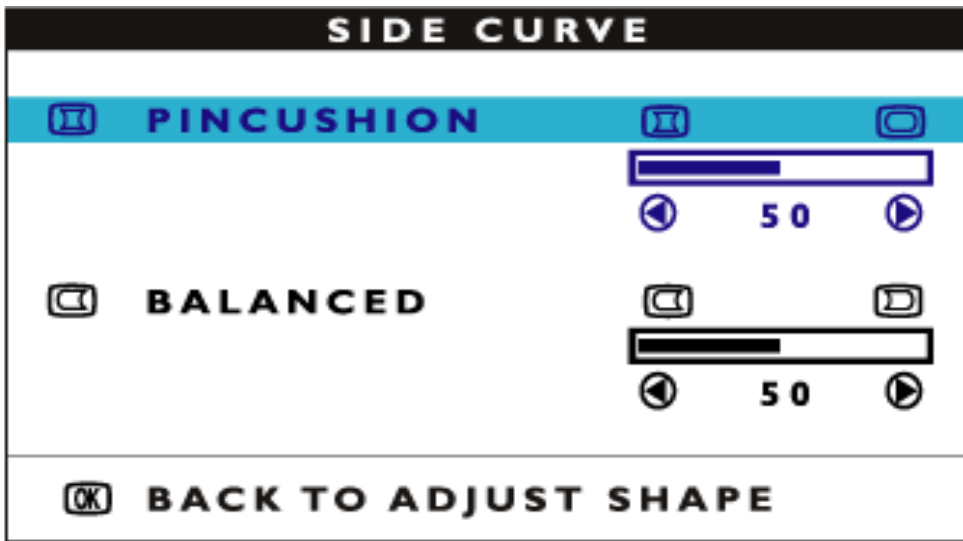 SIDE CURVE
PINCUSHION
50
BALANCED
50
OK BACK TO ADJUST SHAPE